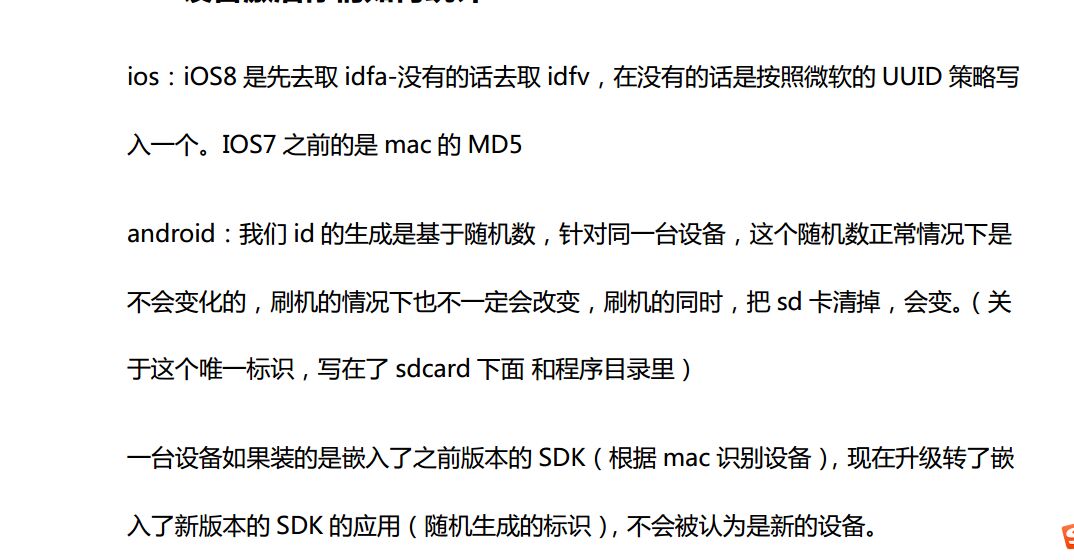 ios：iOS8 是先去取 idfa-没有的话去取 idfv，在没有的话是按照微软的 UUID 策略写
入一个。IOS7 之前的是 mac 的 MD5
android：我们 id 的生成是基于随机数，针对同一台设备，这个随机数正常情况下是
不会变化的，刷机的情况下也不一定会改变，刷机的同时，把 sd 卡清掉，会变。（关
于这个唯一标识，写在了 sdcard 下面 和程序目录里）
一台设备如果装的是嵌入了之前版本的 SDK（根据 mac 识别设备），现在升级转了嵌
入了新版本的 SDK 的应用（随机生成的标识），不会被认为是新的设备。